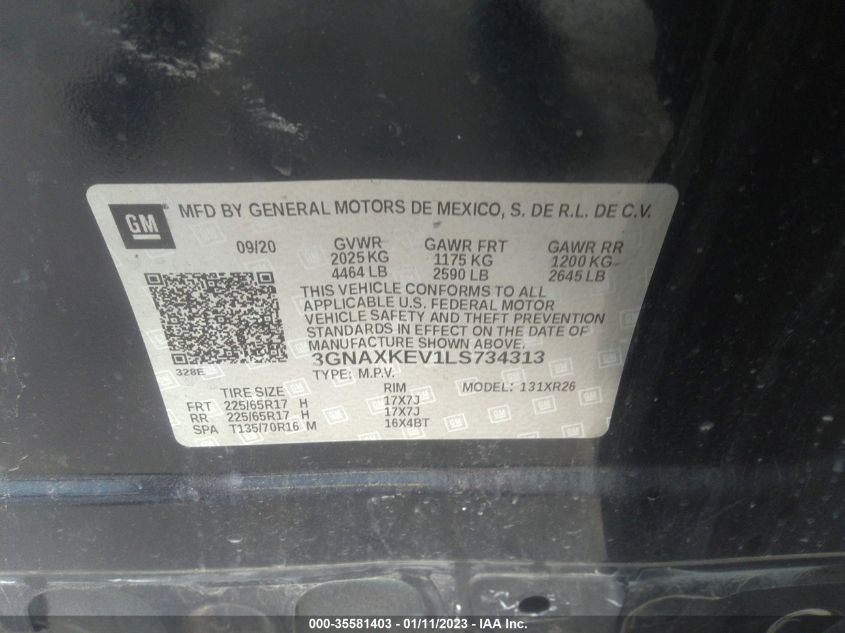 GM ® MFD BY GENERAL MOTORS DE MEXICO, S. DE R.L. DE C.V.
09/20 GVWR GAWR FRT GAWR RR
2025 KG 1175 KG 1200 KG
4464 LB 2590 LB 2645 LB
THIS VEHICLE CONFORMS TO ALL
APPLICABLE U.S. FEDERAL MOTOR
VEHICLE SAFETY AND THEFT PREVENTION
STANDARDS IN EFFECT ON THE DATE OF
MANUFACTURE SHOWN ABOVE.
3GNAXKEV1LS734313
328E TYPE: M.P.V. MODEL: 131XR26
TIRE SIZE RIM
FRT 225/65R17 H 17X7J
RR 225/65R17 H 17X7J
SPA T135/70R16 M 16X4BT
000-35581403 - 01/11/2023 - IAA Inc.